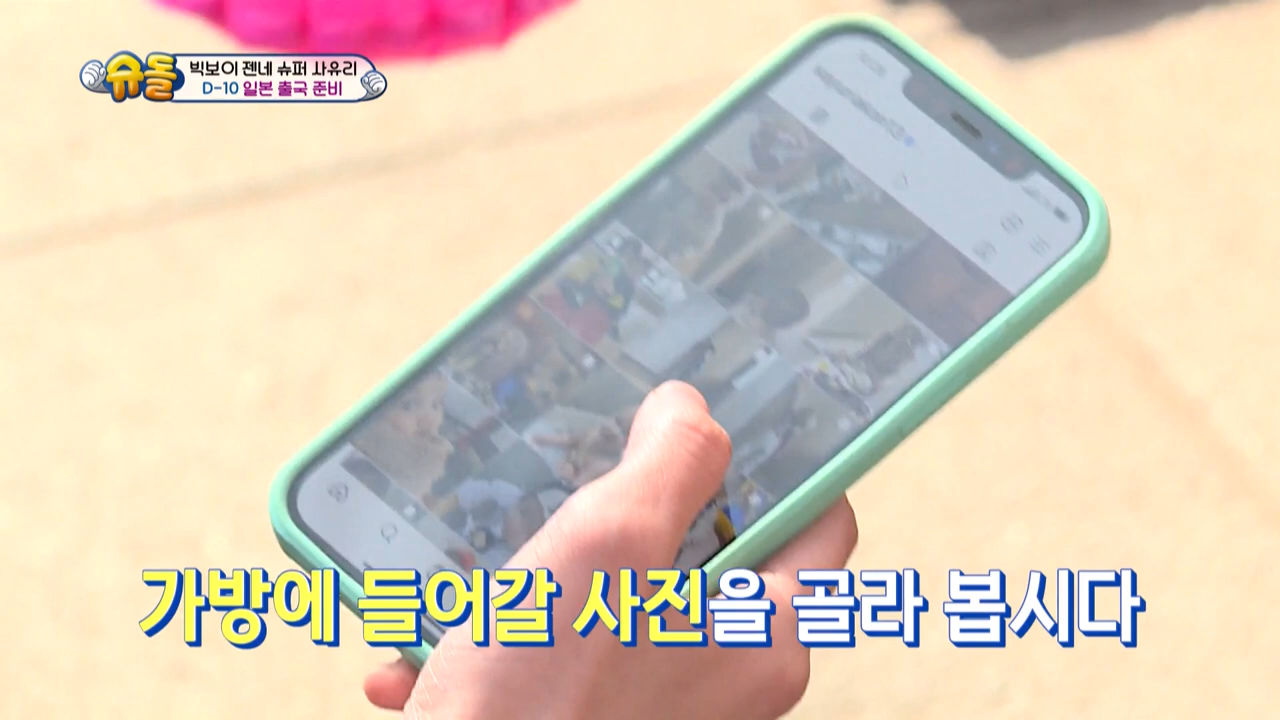 슈돌
빅보이 젠네 슈퍼 사유리
D-10 일본 출국 준비
가방에 들어갈 사진을 골라 봅시다